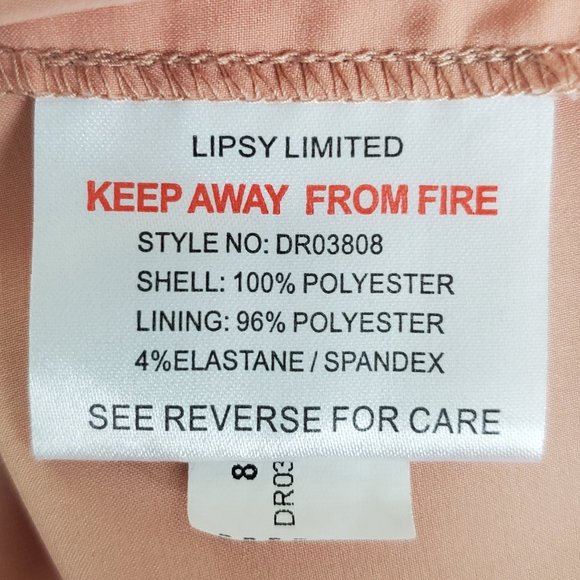 LIPSY LIMITED
KEEP AWAY FROM FIRE
STYLE NO: DR03808
SHELL: 100% POLYESTER
LINING: 96% POLYESTER
4%ELASTANE / SPANDEX
SEE REVERSE FOR CARE
8
DR03